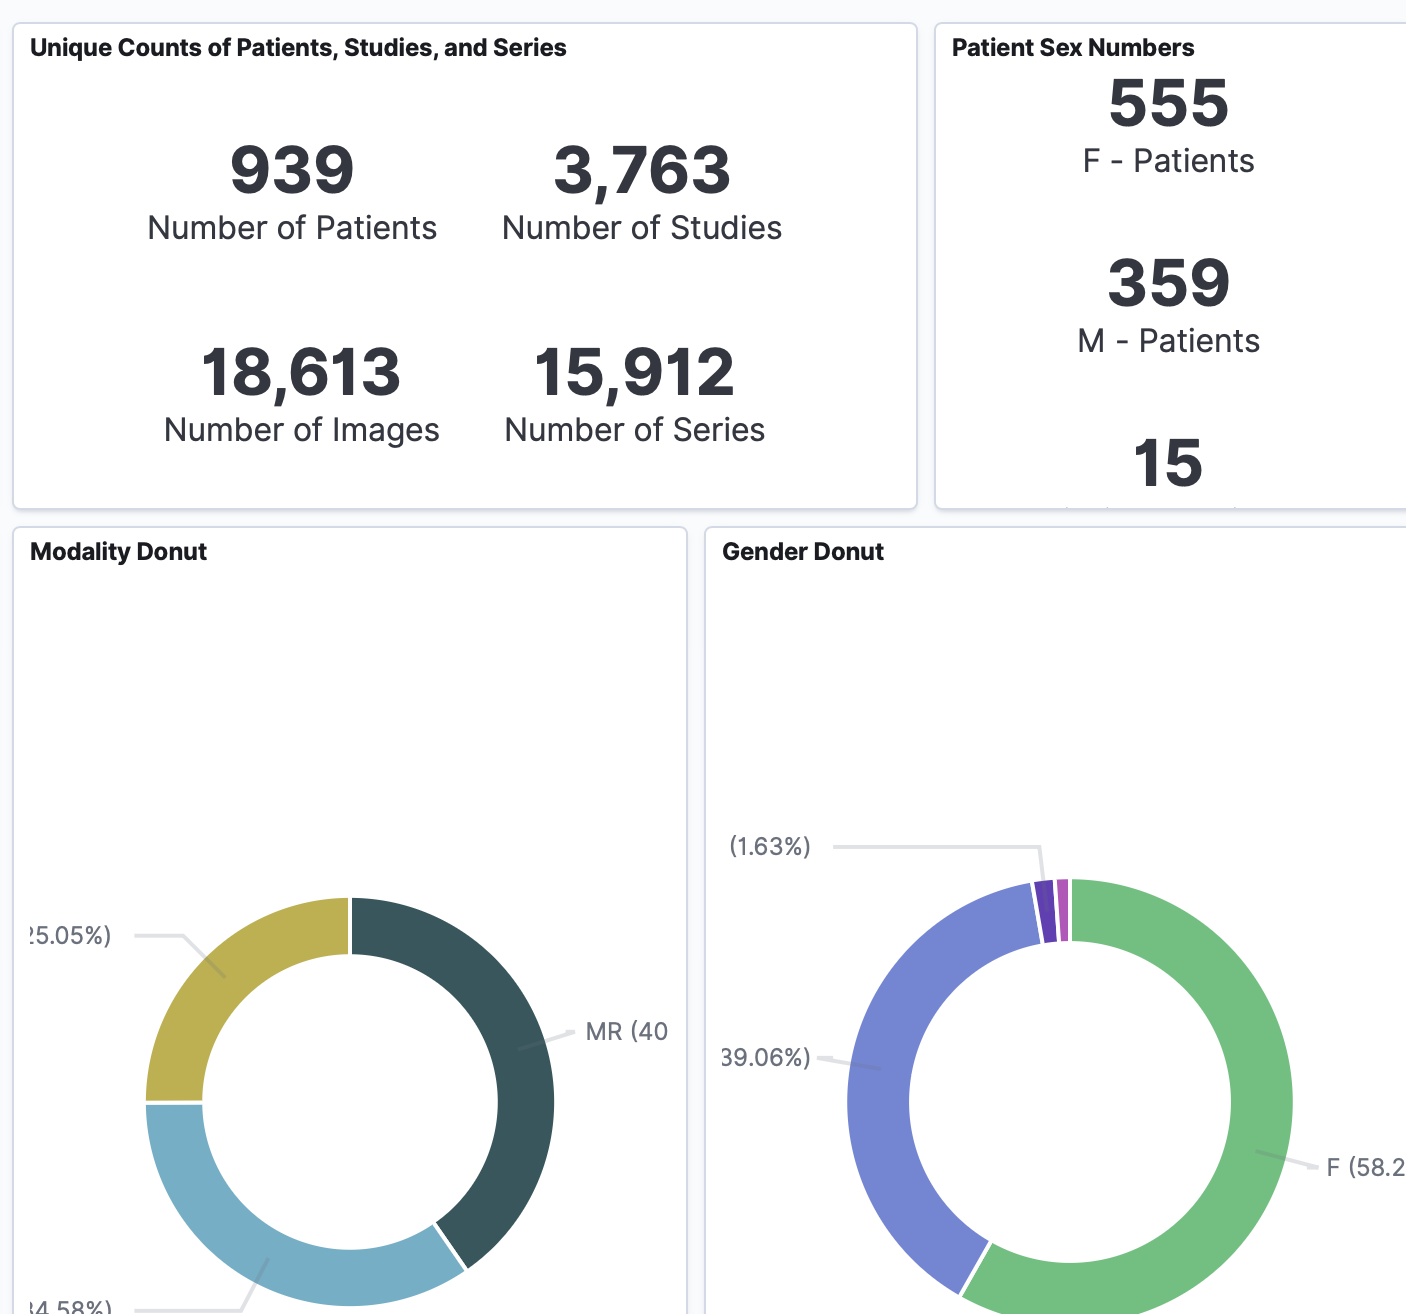 Unique Counts of Patients, Studies, and Series
939
Number of Patients
3,763
Number of Studies
18,613
Number of Images
15,912
Number of Series
Patient Sex Numbers
555
F - Patients
359
M - Patients
15
Modality Donut
25.05%)
MR (40
34.58%)
Gender Donut
(1.63%)
39.06%)
F (58.2